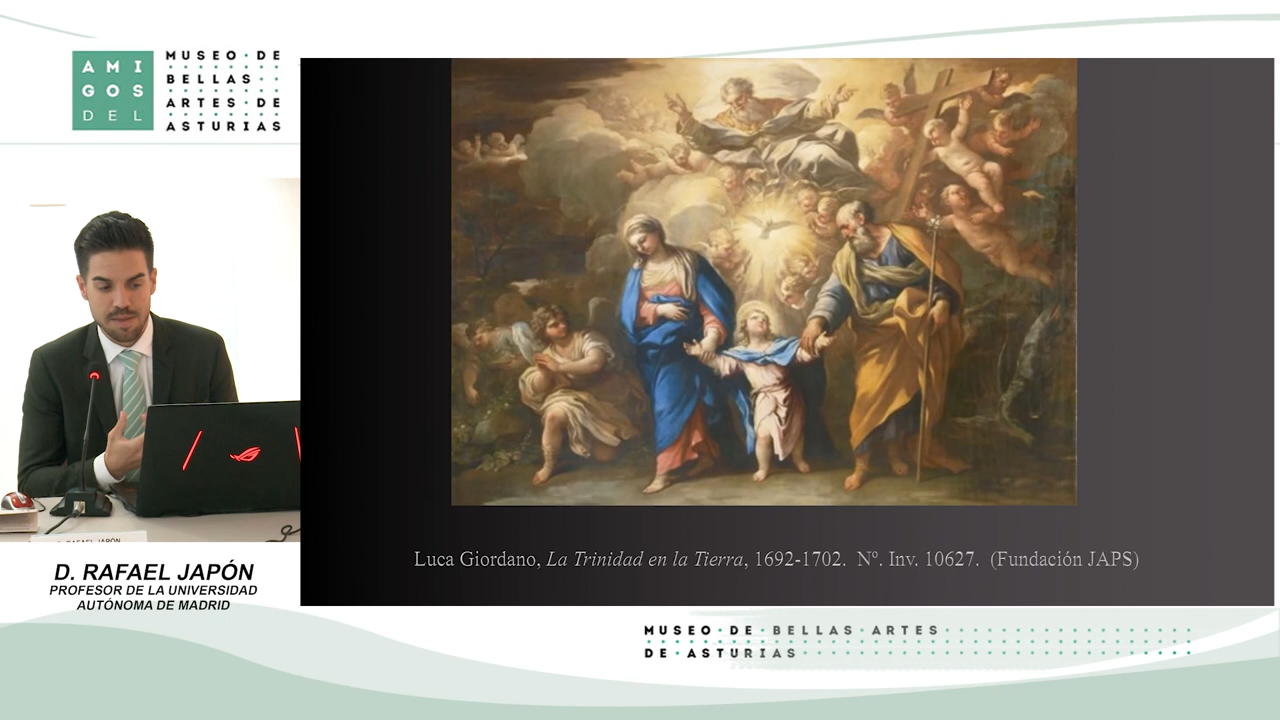 AMI
GOS
DEL
MUSEO·DE
BELLAS
ARTES·DE
ASTURIAS
D. RAFAEL JAPÓN
D. RAFAEL JAPÓN
PROFESOR DE LA UNIVERSIDAD
AUTÓNOMA DE MADRID
Luca Giordano, La Trinidad en la Tierra, 1692-1702.  Nº. Inv. 10627.  (Fundación JAPS)
MUSEO·DE·BELLAS·ARTES
DE·ASTURIAS